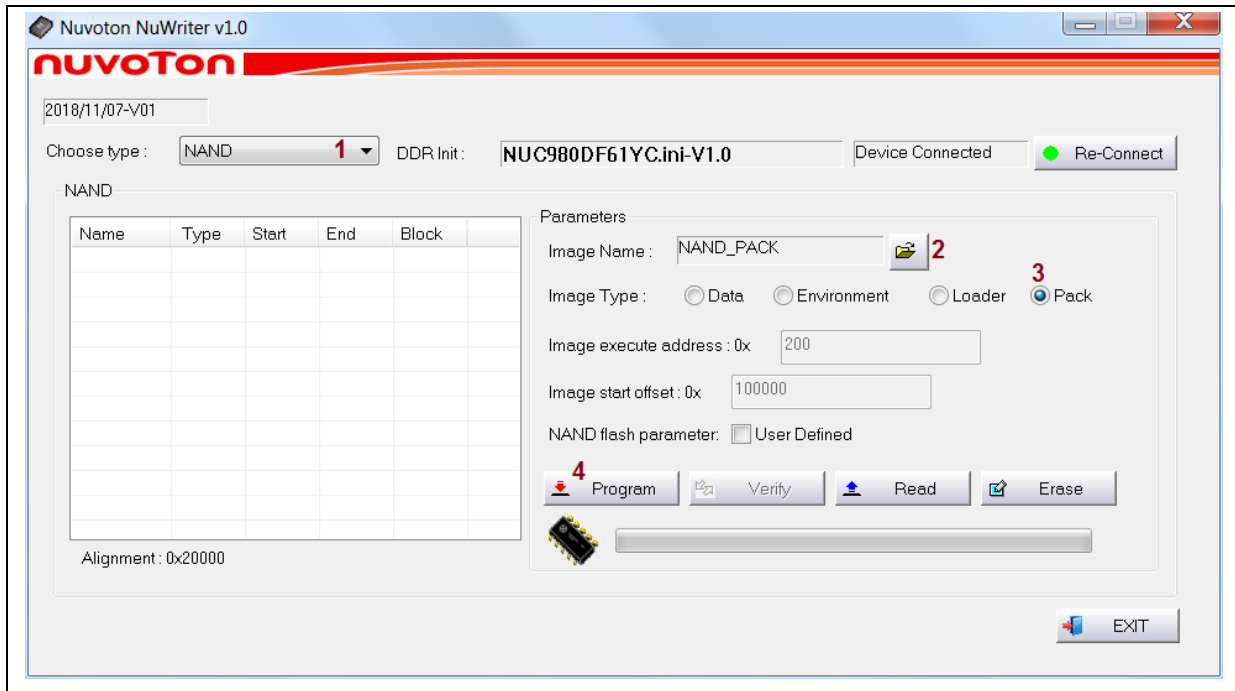 Nuvoton NuWriter v1.0
nuvoTon
2018/11/07-V01
Choose type : NAND 1 DDR Init : NUC980DF61YC.ini-V1.0 Device Connected Re-Connect
NAND
Name Type Start End Block
Parameters
Image Name : NAND_PACK 2
3
Image Type : Data Environment Loader Pack
Image execute address : 0x 200
Image start offset : 0x 100000
NAND flash parameter: User Defined
4
Program Verify Read Erase
Alignment : 0x20000
EXIT